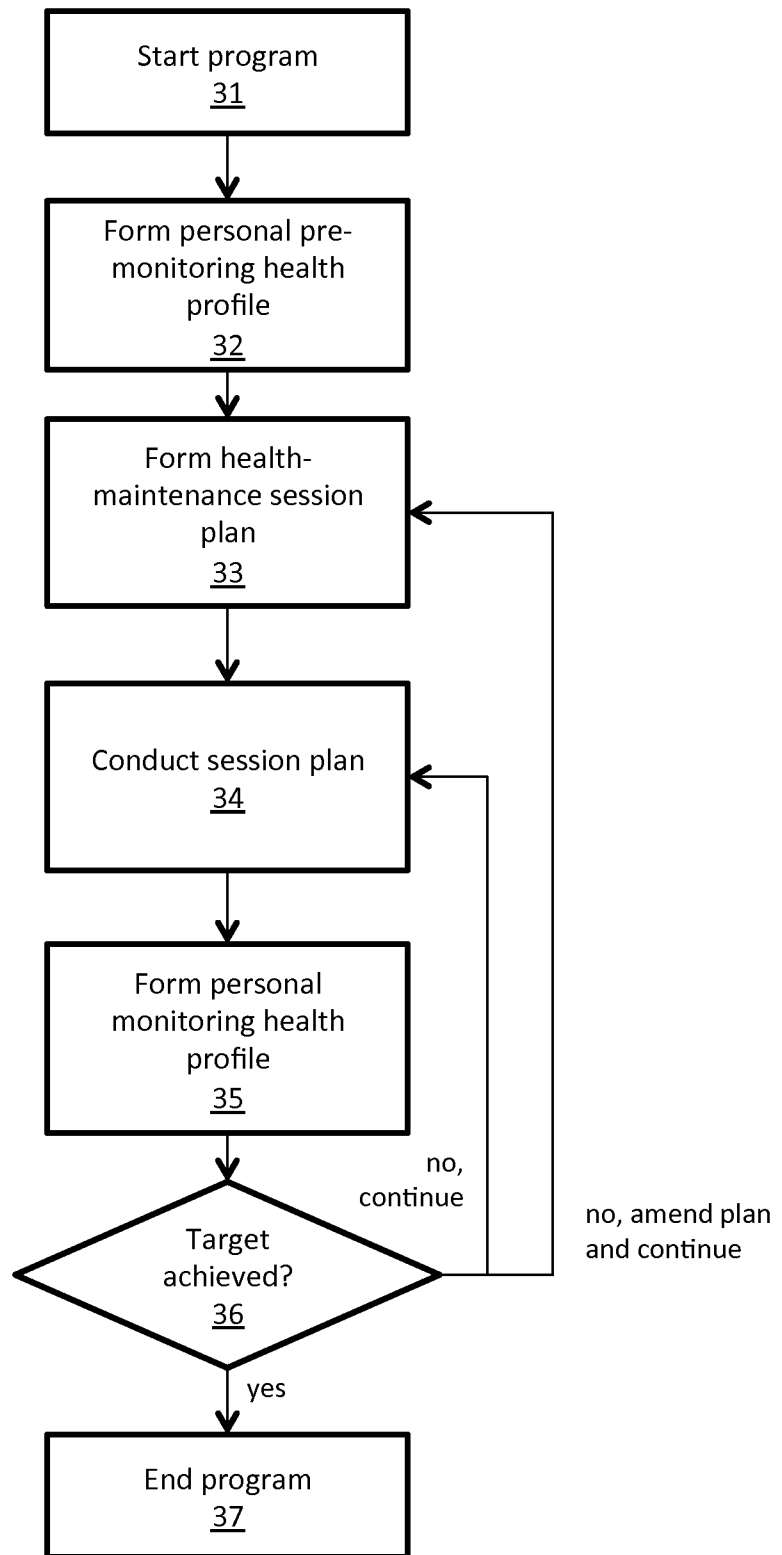 Start program
31
Form personal pre-
monitoring health
profile
32
Form health-
maintenance session
plan
33
Conduct session plan
34
Form personal
monitoring health
profile
35
no,
continue
no, amend plan
and continue
Target
achieved?
36
yes
End program
37